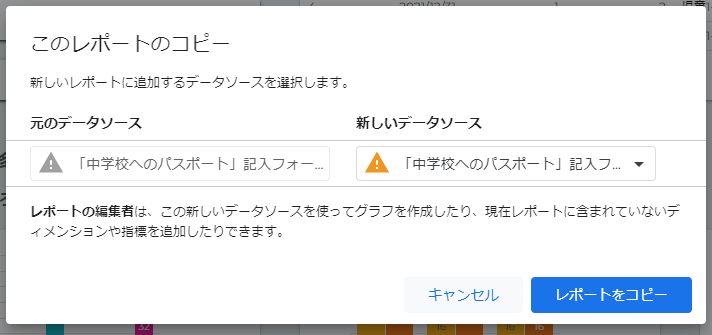 2021/12/31 1
このレポートのコピー
新しいレポートに追加するデータソースを選択します。
元のデータソース 新しいデータソース
「中学校へのパスポート」記入フォー... 「中学校へのパスポート」記入フ...
レポートの編集者は、この新しいデータソースを使ってグラフを作成したり、現在レポートに含まれていないデ
ィメンションや指標を追加したりできます。
キャンセル レポートをコピー
32 16 16 16